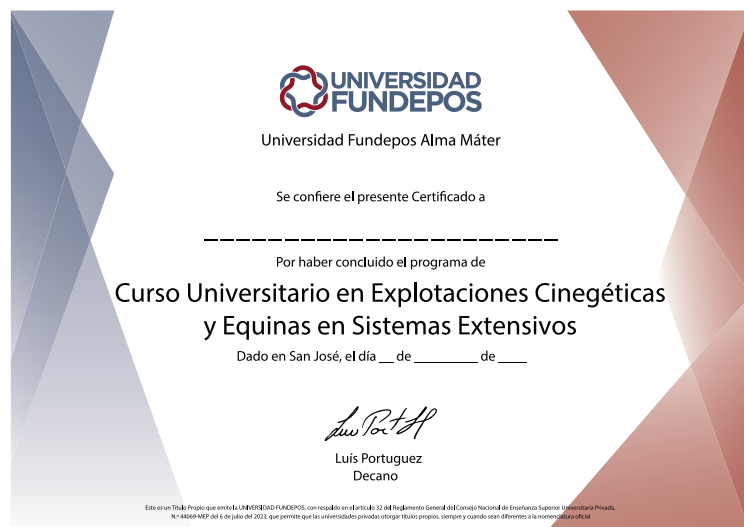 UNIVERSIDAD
FUNDEPOS
Universidad Fundepos Alma Máter
Se confiere el presente Certificado a
_______________________
Por haber concluido el programa de
Curso Universitario en Explotaciones Cinegéticas
y Equinas en Sistemas Extensivos
Dado en San José, el día __ de _________ de ____
Luís Portuguez
Decano
Este es un Título Propio que emite la UNIVERSIDAD FUNDEPOS, con respaldo en el artículo 32 del Reglamento General del Consejo Nacional de Enseñanza Superior Universitaria Privada,
N.º 44069-MEP del 6 de julio del 2023, que permite que las universidades privadas otorgar títulos propios, siempre y cuando sean diferentes a la nomenclatura oficial